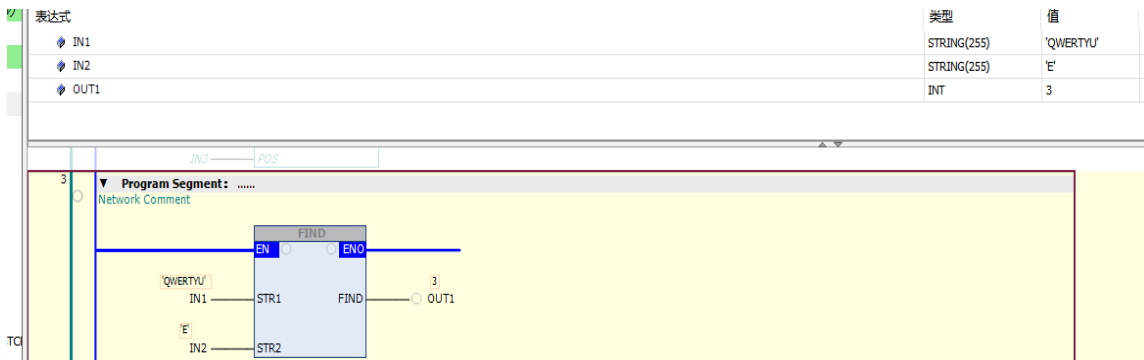 表达式 类型 值
IN1 STRING(255) 'QWERTYU'
IN2 STRING(255) 'E'
OUT1 INT 3
IN3 POS
3 Program Segment: ......
Network Comment
FIND
EN ENO
'QWERTYU' 3
IN1 STR1 FIND OUT1
'E'
IN2 STR2